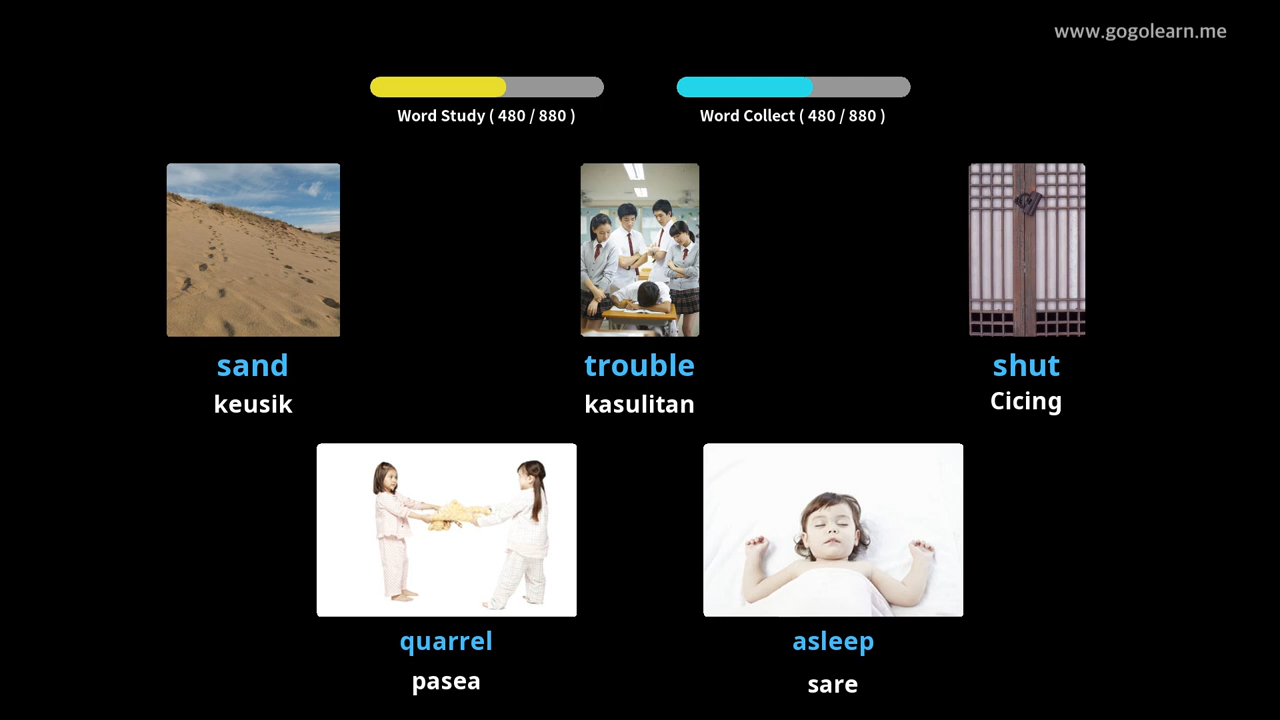 www.gogolearn.me
Word Study ( 480 / 880 )
Word Collect ( 480 / 880 )
sand
keusik
trouble
kasulitan
shut
Cicing
quarrel
pasea
asleep
sare